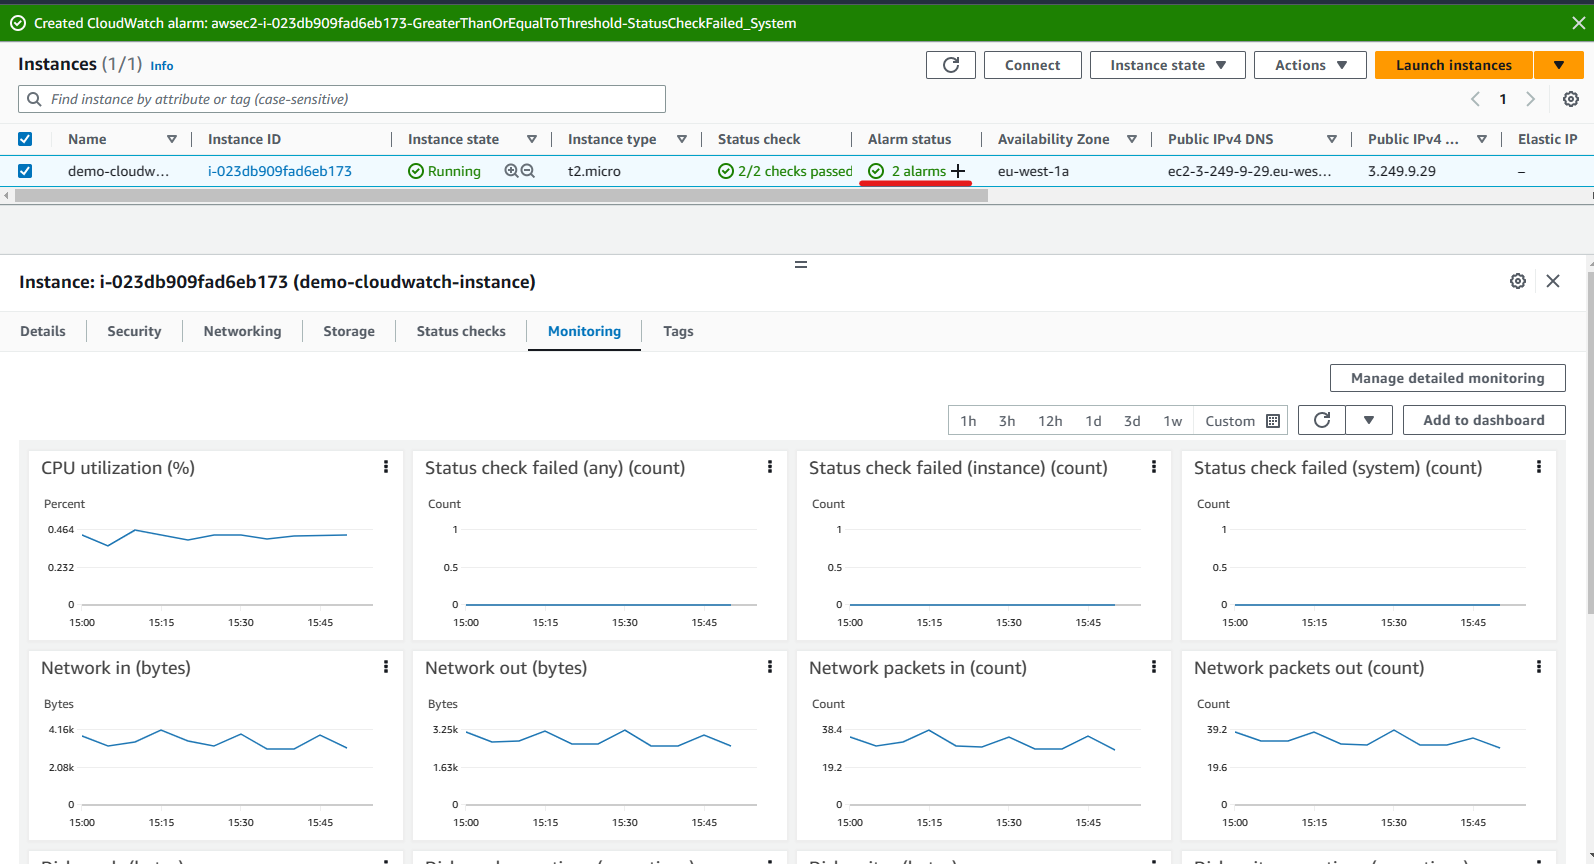 Created CloudWatch alarm: awsec2-i-023db909fad6eb173-GreaterThanOrEqualToThreshold-StatusCheckFailed_System
Instances (1/1) Info
Connect
Instance state
Actions
Launch instances
Find instance by attribute or tag (case-sensitive)
1
Name Instance ID Instance state Instance type Status check Alarm status Availability Zone Public IPv4 DNS Public IPv4 ... Elastic IP
demo-cloudw... i-023db909fad6eb173 Running t2.micro 2/2 checks passed 2 alarms + eu-west-1a ec2-3-249-9-29.eu-wes... 3.249.9.29 –
Instance: i-023db909fad6eb173 (demo-cloudwatch-instance)
Details Security Networking Storage Status checks Monitoring Tags
Manage detailed monitoring
1h 3h 12h 1d 3d 1w Custom
Add to dashboard
CPU utilization (%)
Percent
0.464
0.232
0
15:00 15:15 15:30 15:45
Status check failed (any) (count)
Count
1
0.5
0
15:00 15:15 15:30 15:45
Status check failed (instance) (count)
Count
1
0.5
0
15:00 15:15 15:30 15:45
Status check failed (system) (count)
Count
1
0.5
0
15:00 15:15 15:30 15:45
Network in (bytes)
Bytes
4.16k
2.08k
0
15:00 15:15 15:30 15:45
Network out (bytes)
Bytes
3.25k
1.63k
0
15:00 15:15 15:30 15:45
Network packets in (count)
Count
38.4
19.2
0
15:00 15:15 15:30 15:45
Network packets out (count)
Count
39.2
19.6
0
15:00 15:15 15:30 15:45